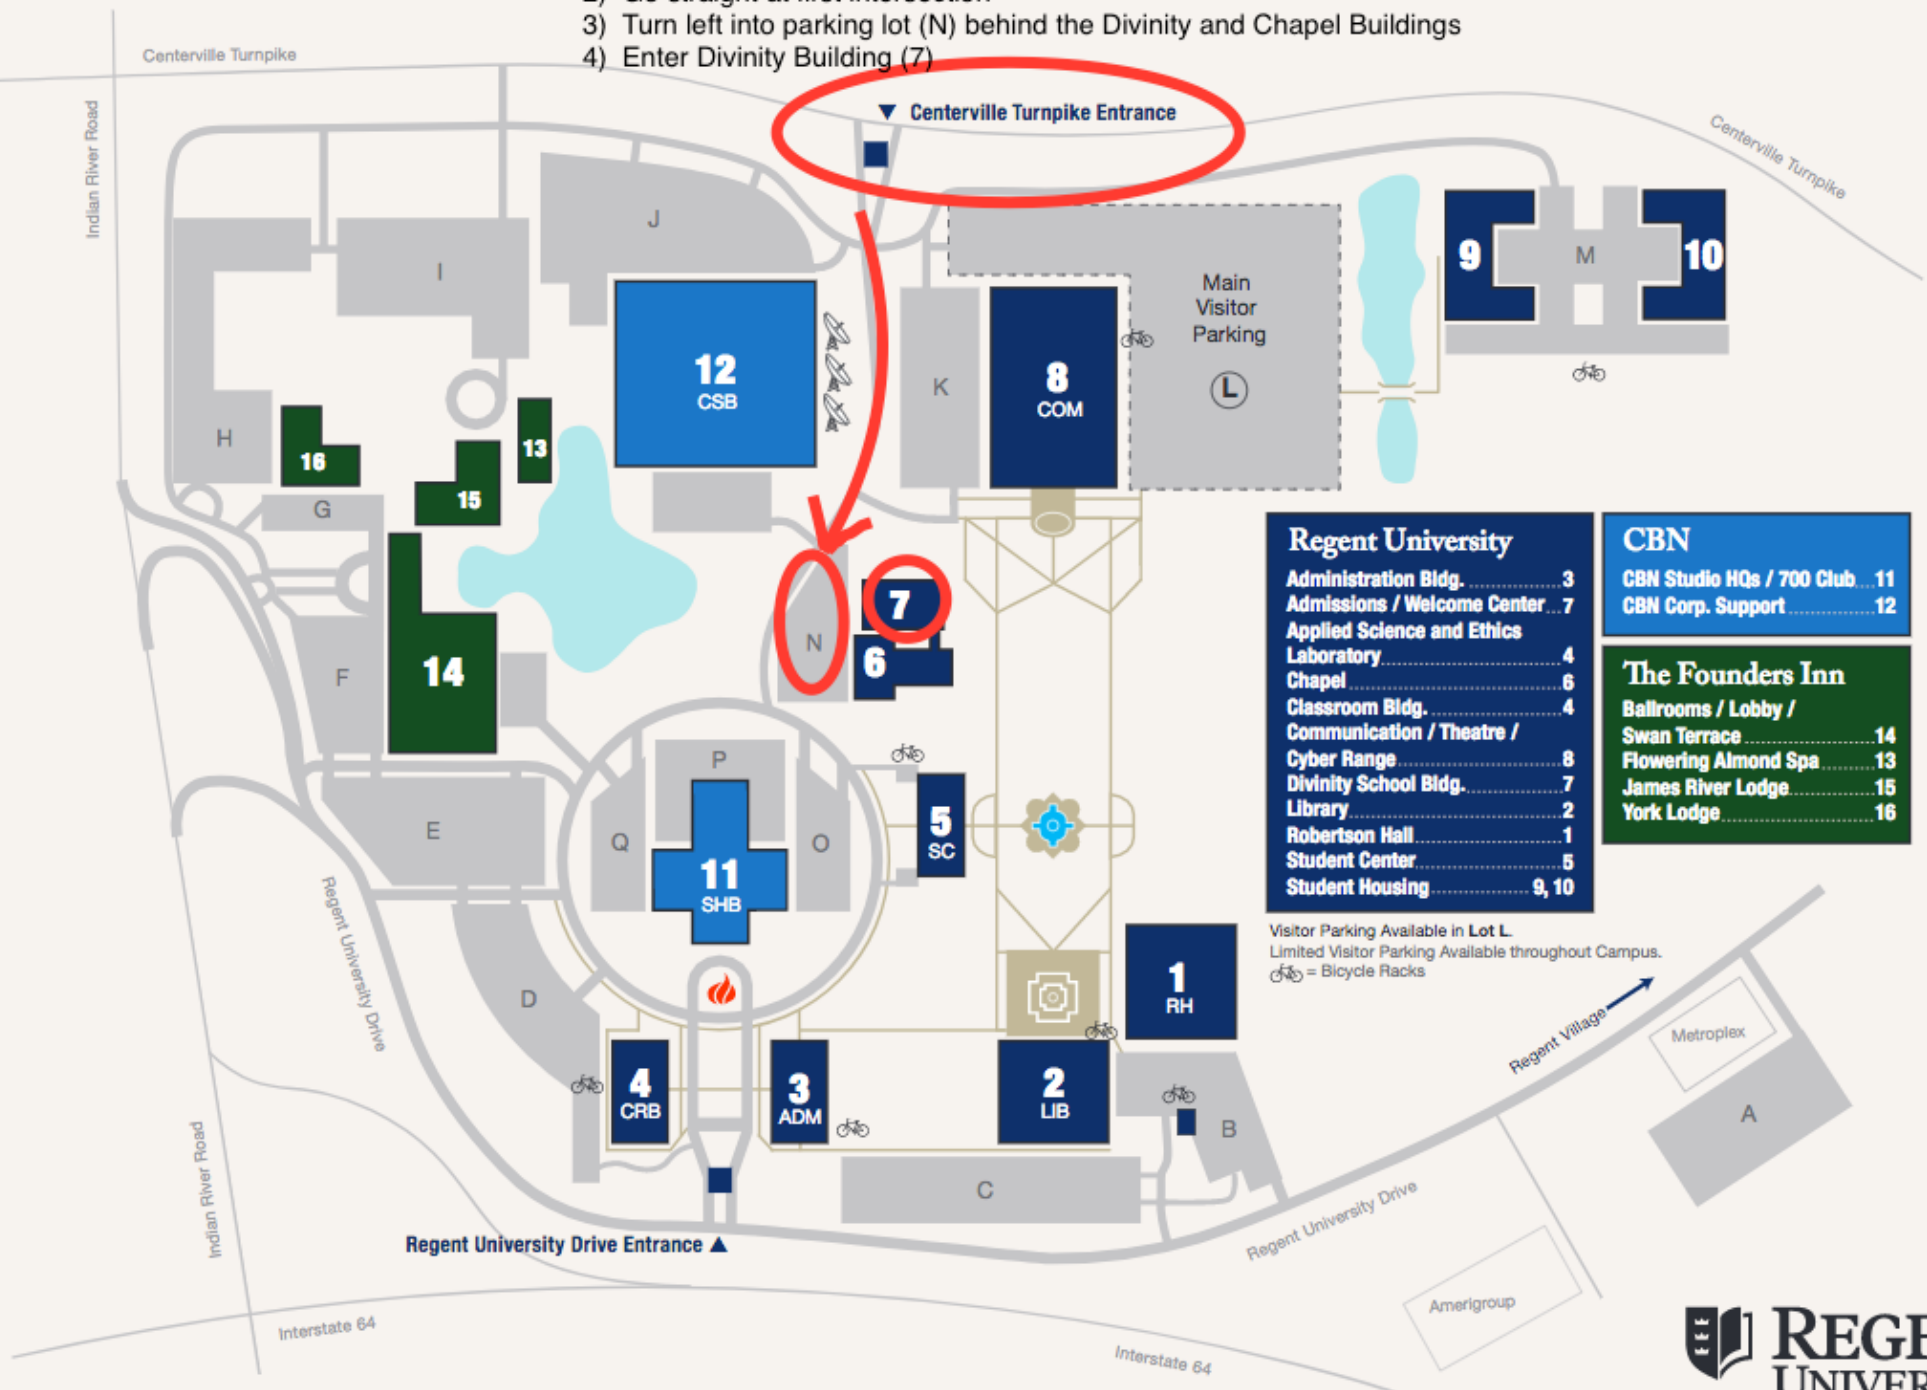 3) Turn left into parking lot (N) behind the Divinity and Chapel Buildings
4) Enter Divinity Building (7)
Centerville Turnpike
▼ Centerville Turnpike Entrance
Centerville Turnpike
Indian River Road
J
I
Main
Visitor
Parking
L
9
M
10
12
CSB
K
8
COM
H
16
13
15
G
7
N
6
F
14
P
E
Q
O
5
SC
11
SHB
Regent University
Administration Bldg. 3
Admissions / Welcome Center 7
Applied Science and Ethics
Laboratory 4
Chapel 6
Classroom Bldg. 4
Communication / Theatre /
Cyber Range 8
Divinity School Bldg. 7
Library 2
Robertson Hall 1
Student Center 5
Student Housing 9, 10
CBN
CBN Studio HQs / 700 Club 11
CBN Corp. Support 12
The Founders Inn
Ballrooms / Lobby /
Swan Terrace 14
Flowering Almond Spa 13
James River Lodge 15
York Lodge 16
Visitor Parking Available in Lot L.
Limited Visitor Parking Available throughout Campus.
= Bicycle Racks
Regent University Drive
D
1
RH
Regent Village
Metroplex
A
4
CRB
3
ADM
2
LIB
B
C
Indian River Road
Regent University Drive Entrance ▲
Regent University Drive
Amerigroup
Interstate 64
Interstate 64
REGE
UNIVER